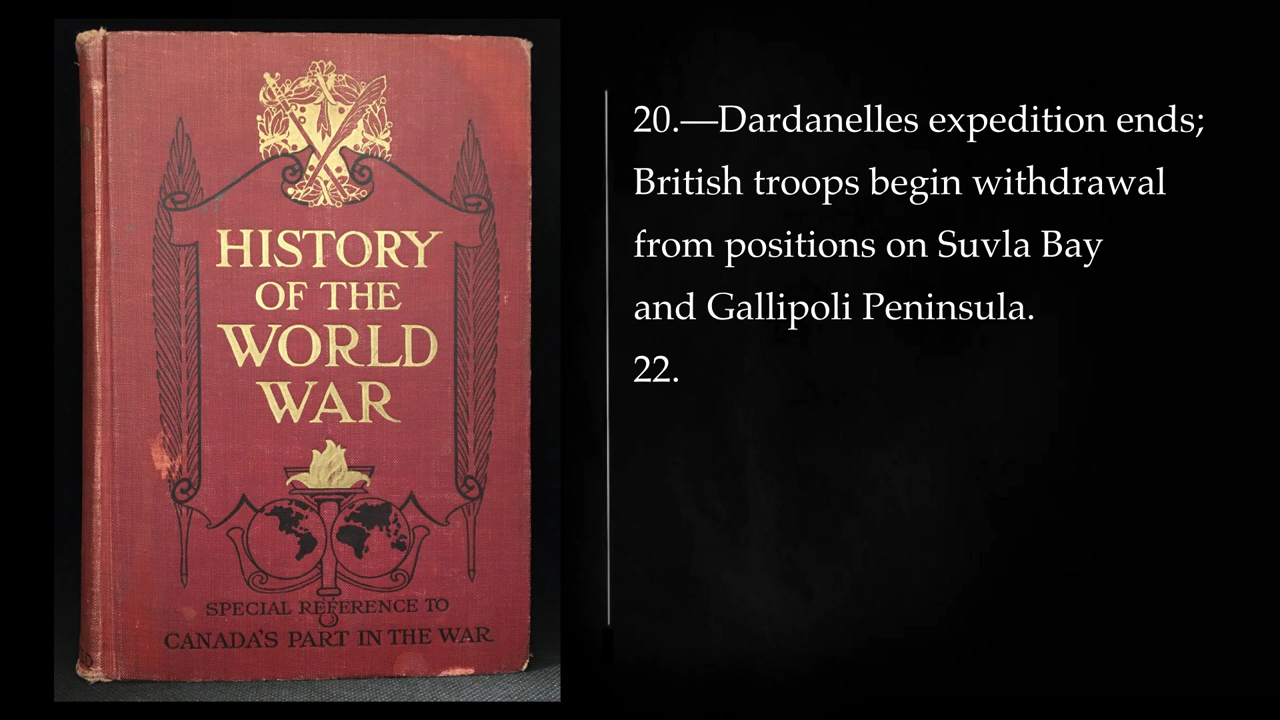 HISTORY
OF THE
WORLD
WAR
SPECIAL REFERENCE TO
CANADA'S PART IN THE WAR
20.—Dardanelles expedition ends;
British troops begin withdrawal
from positions on Suvla Bay
and Gallipoli Peninsula.
22.